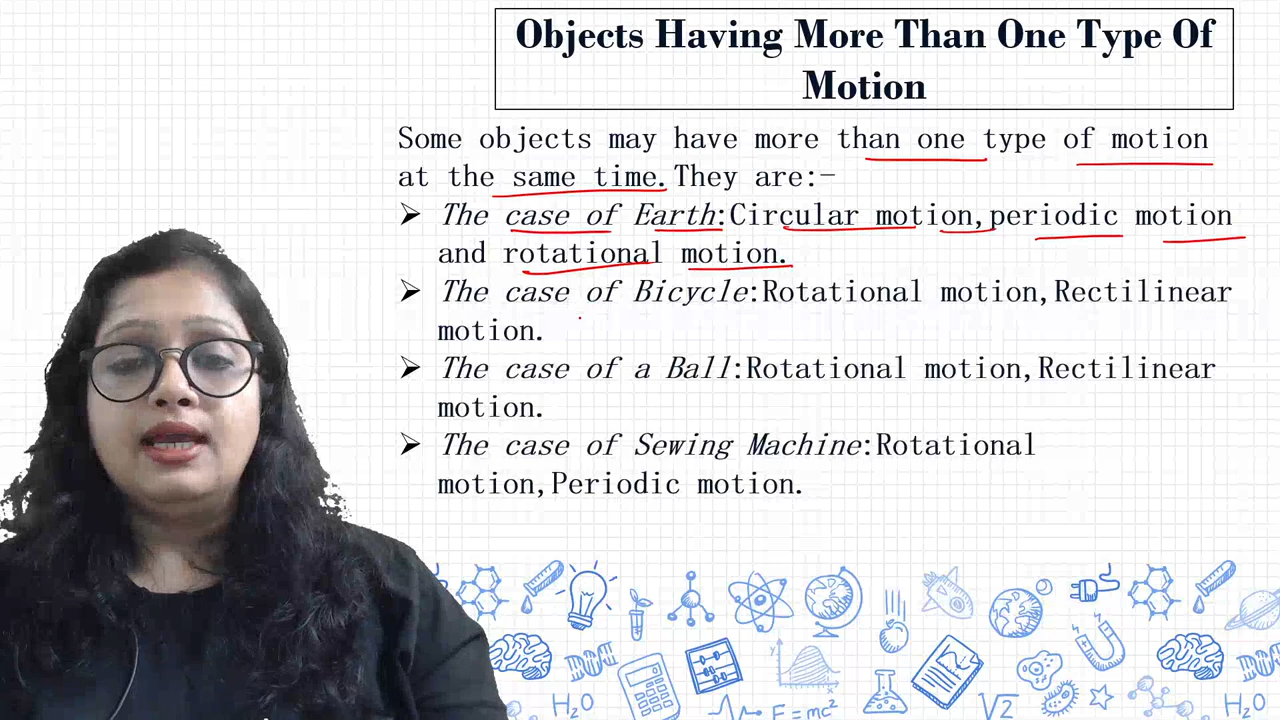 Objects Having More Than One Type Of
Motion
Some objects may have more than one type of motion
at the same time.They are:-
➢ The case of Earth:Circular motion,periodic motion
and rotational motion.
➢ The case of Bicycle:Rotational motion,Rectilinear
motion.
➢ The case of a Ball:Rotational motion,Rectilinear
motion.
➢ The case of Sewing Machine:Rotational
motion,Periodic motion.
y
x
H₂O
F=mc²
√2
H₂O